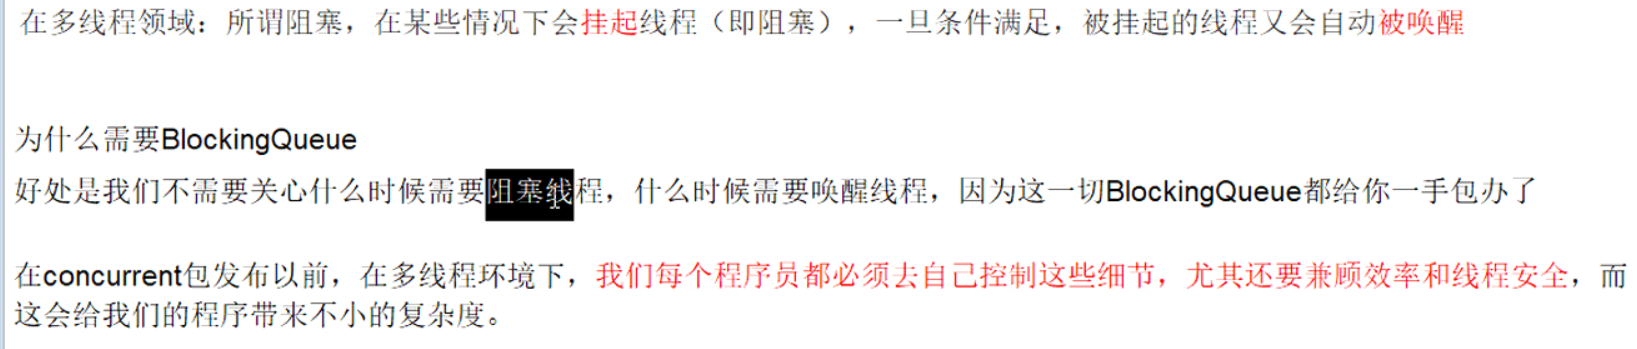 在多线程领域：所谓阻塞，在某些情况下会挂起线程（即阻塞），一旦条件满足，被挂起的线程又会自动被唤醒
为什么需要BlockingQueue
好处是我们不需要关心什么时候需要阻塞线程，什么时候需要唤醒线程，因为这一切BlockingQueue都给你一手包办了
在concurrent包发布以前，在多线程环境下，我们每个程序员都必须去自己控制这些细节，尤其还要兼顾效率和线程安全，而
这会给我们的程序带来不小的复杂度。